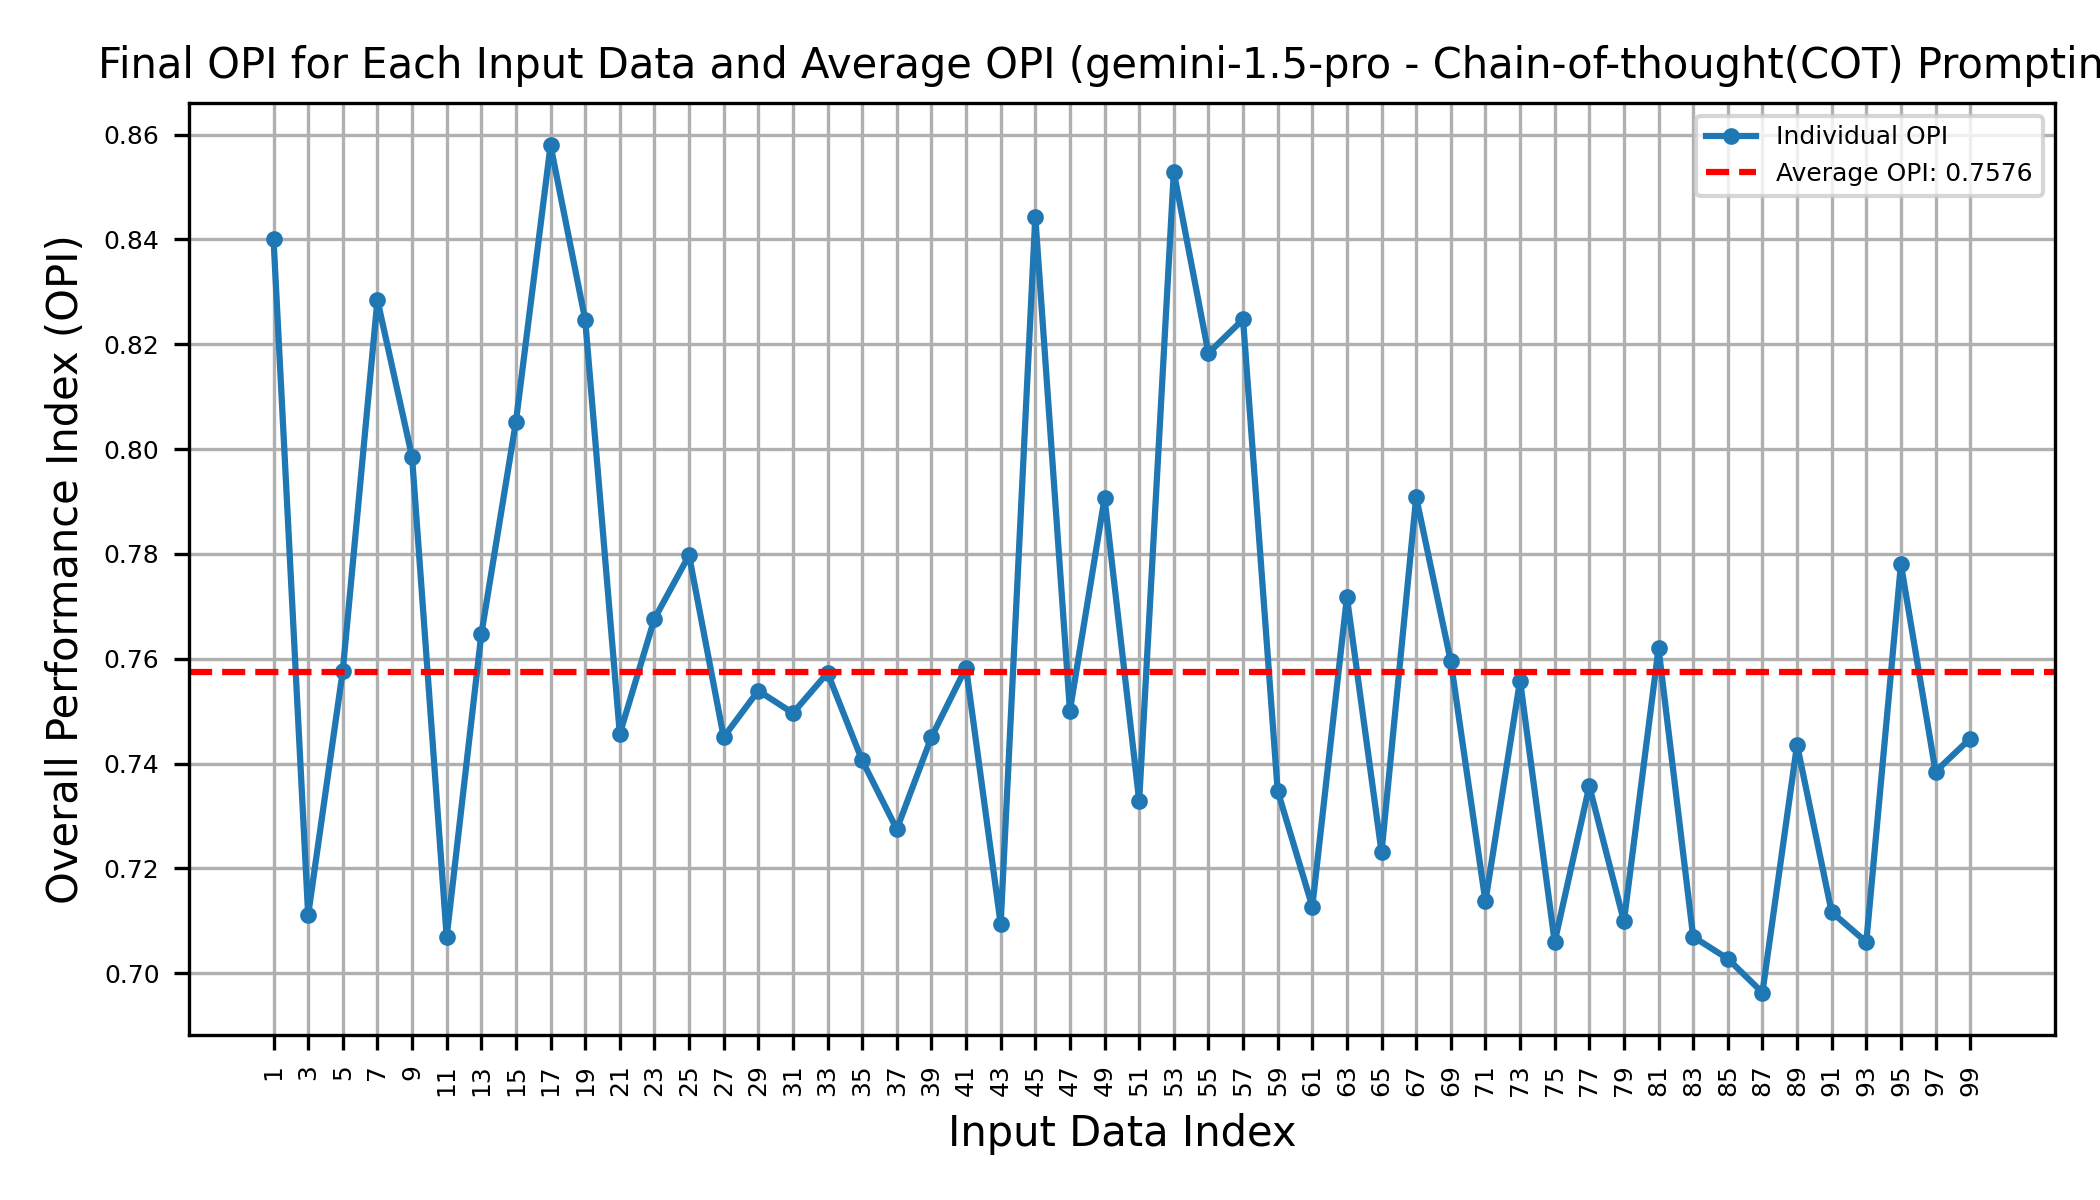 Final OPI for Each Input Data and Average OPI (gemini-1.5-pro - Chain-of-thought(COT) Promptin
Individual OPI
Average OPI: 0.7576
Overall Performance Index (OPI)
0.86
0.84
0.82
0.80
0.78
0.76
0.74
0.72
0.70
1 3 5 7 9 11 13 15 17 19 21 23 25 27 29 31 33 35 37 39 41 43 45 47 49 51 53 55 57 59 61 63 65 67 69 71 73 75 77 79 81 83 85 87 89 91 93 95 97 99
Input Data Index